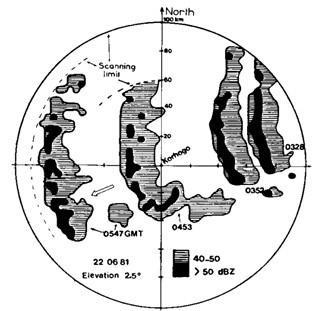 North
100 km
80
Scanning
limit
60
40
20
Korhogo
0328
0352
0453
0547 GMT
22 06 81
Elevation 2.5°
40-50
> 50 dBZ